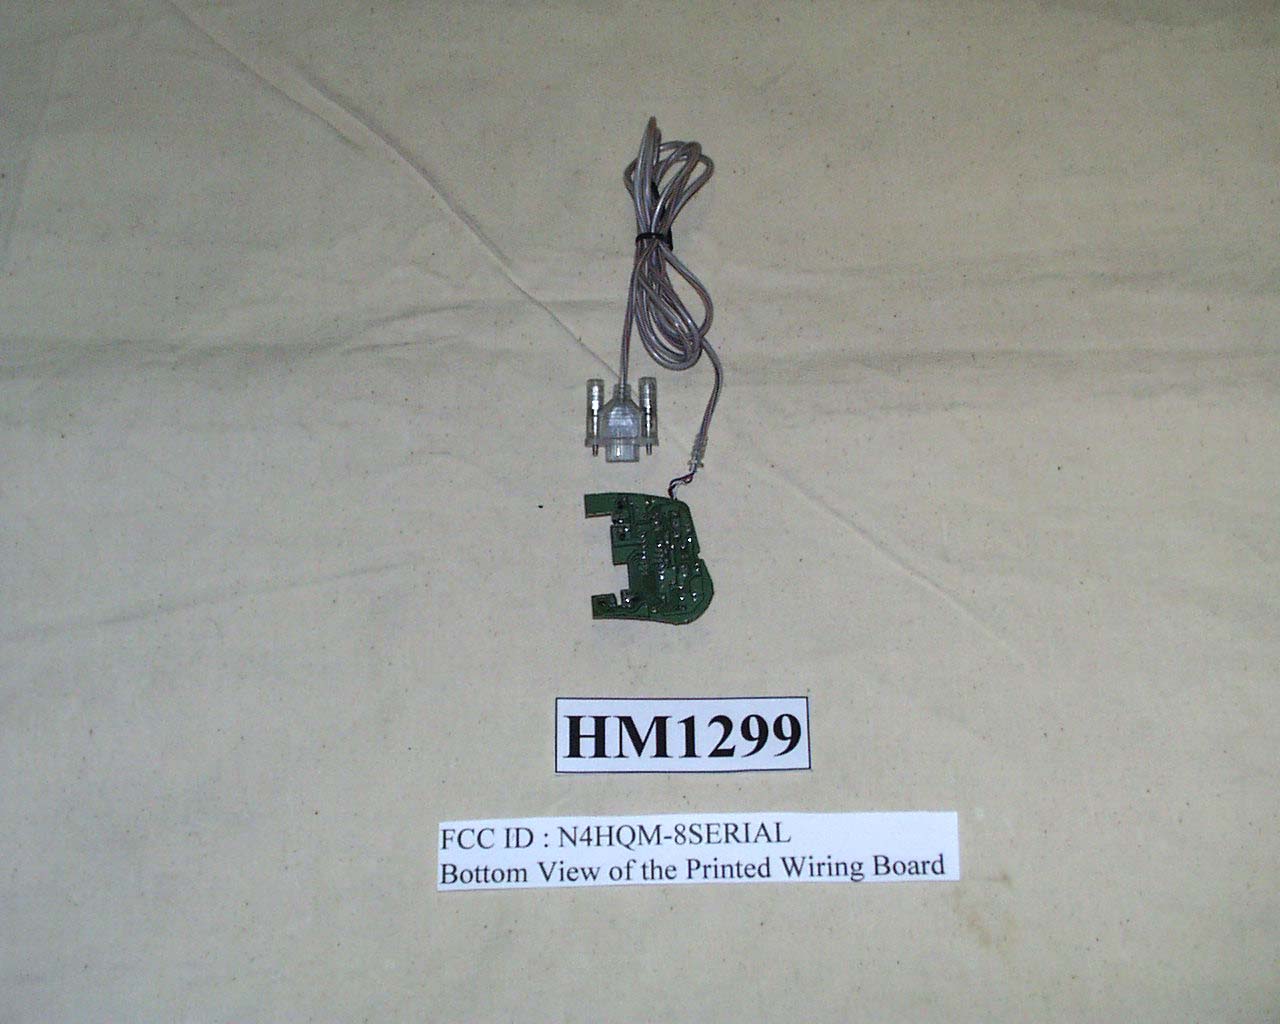 HM1299
FCC ID : N4HQM-8SERIAL
Bottom View of the Printed Wiring Board